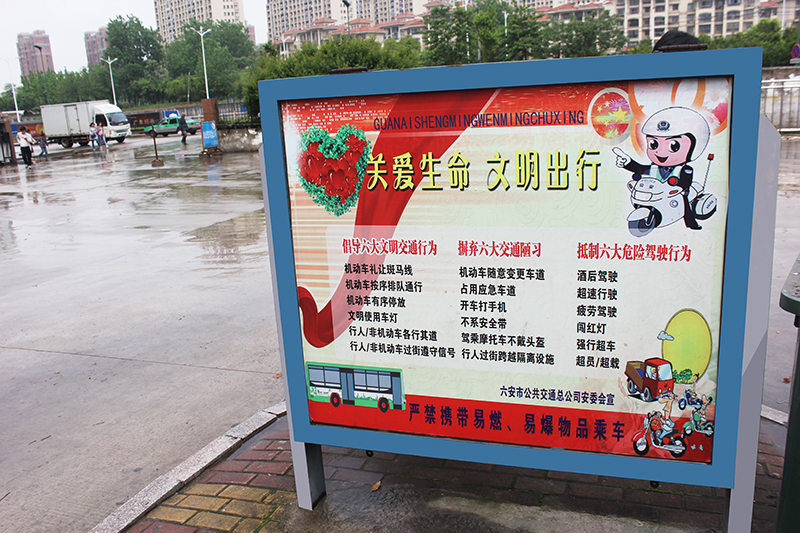 GUANAISHENGMINGWENMINGCHUXING
关爱生命 文明出行
倡导六大文明交通行为
机动车礼让斑马线
机动车按序排队通行
机动车有序停放
文明使用车灯
行人/非机动车各行其道
行人/非机动车过街遵守信号
摒弃六大交通陋习
机动车随意变更车道
占用应急车道
开车打手机
不系安全带
驾乘摩托车不戴头盔
行人过街跨越隔离设施
抵制六大危险驾驶行为
酒后驾驶
超速行驶
疲劳驾驶
闯红灯
强行超车
超员/超载
六安市公共交通总公司安委会宣
严禁携带易燃、易爆物品乘车